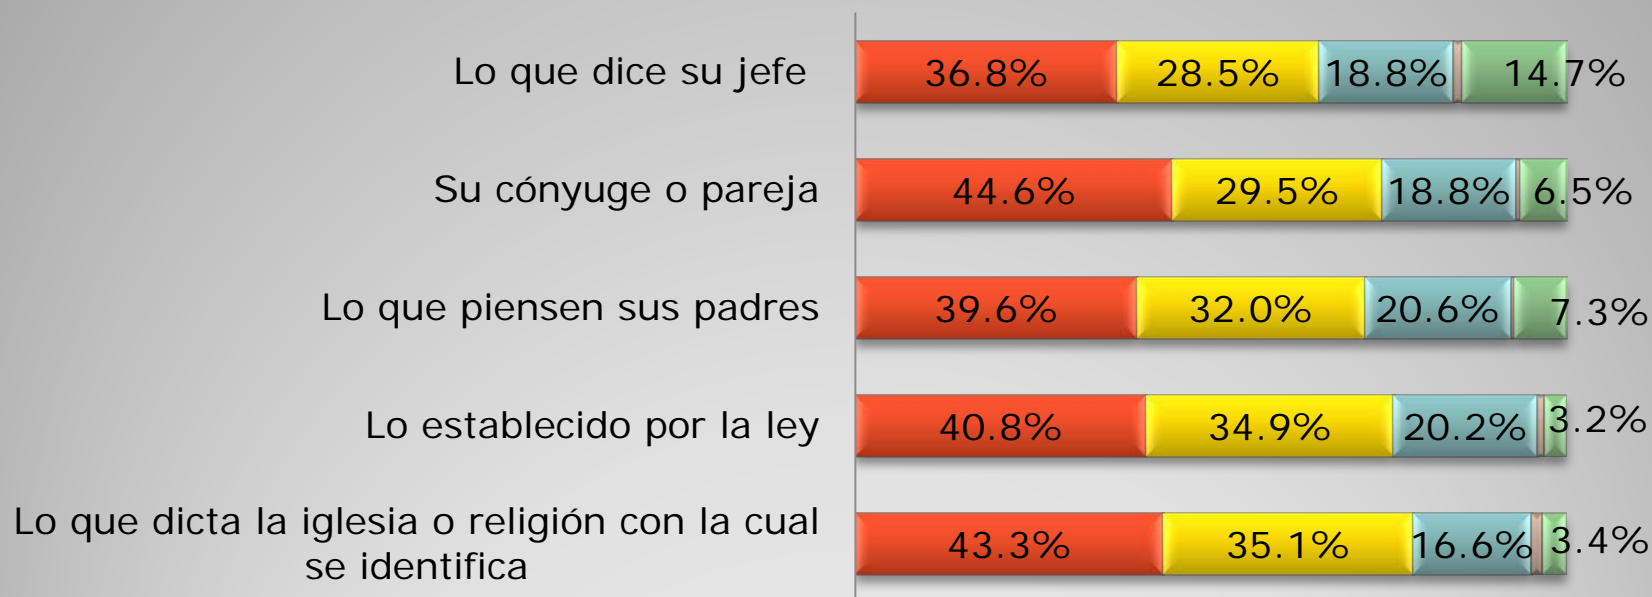 Lo que dice su jefe
36.8% 28.5% 18.8% 14.7%
Su cónyuge o pareja
44.6% 29.5% 18.8% 6.5%
Lo que piensen sus padres
39.6% 32.0% 20.6% 7.3%
Lo establecido por la ley
40.8% 34.9% 20.2% 3.2%
Lo que dicta la iglesia o religión con la cual
se identifica
43.3% 35.1% 16.6% 3.4%